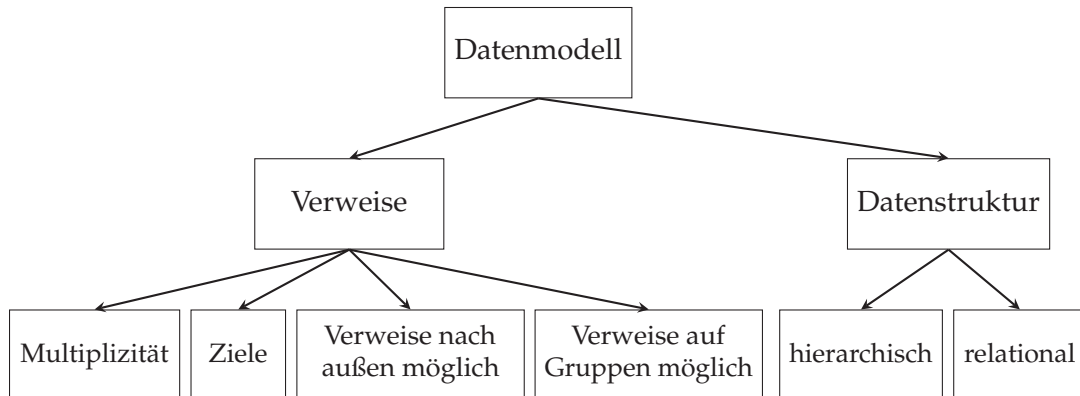 Datenmodell
Verweise
Datenstruktur
Multiplizität
Ziele
Verweise nach
außen möglich
Verweise auf
Gruppen möglich
hierarchisch
relational